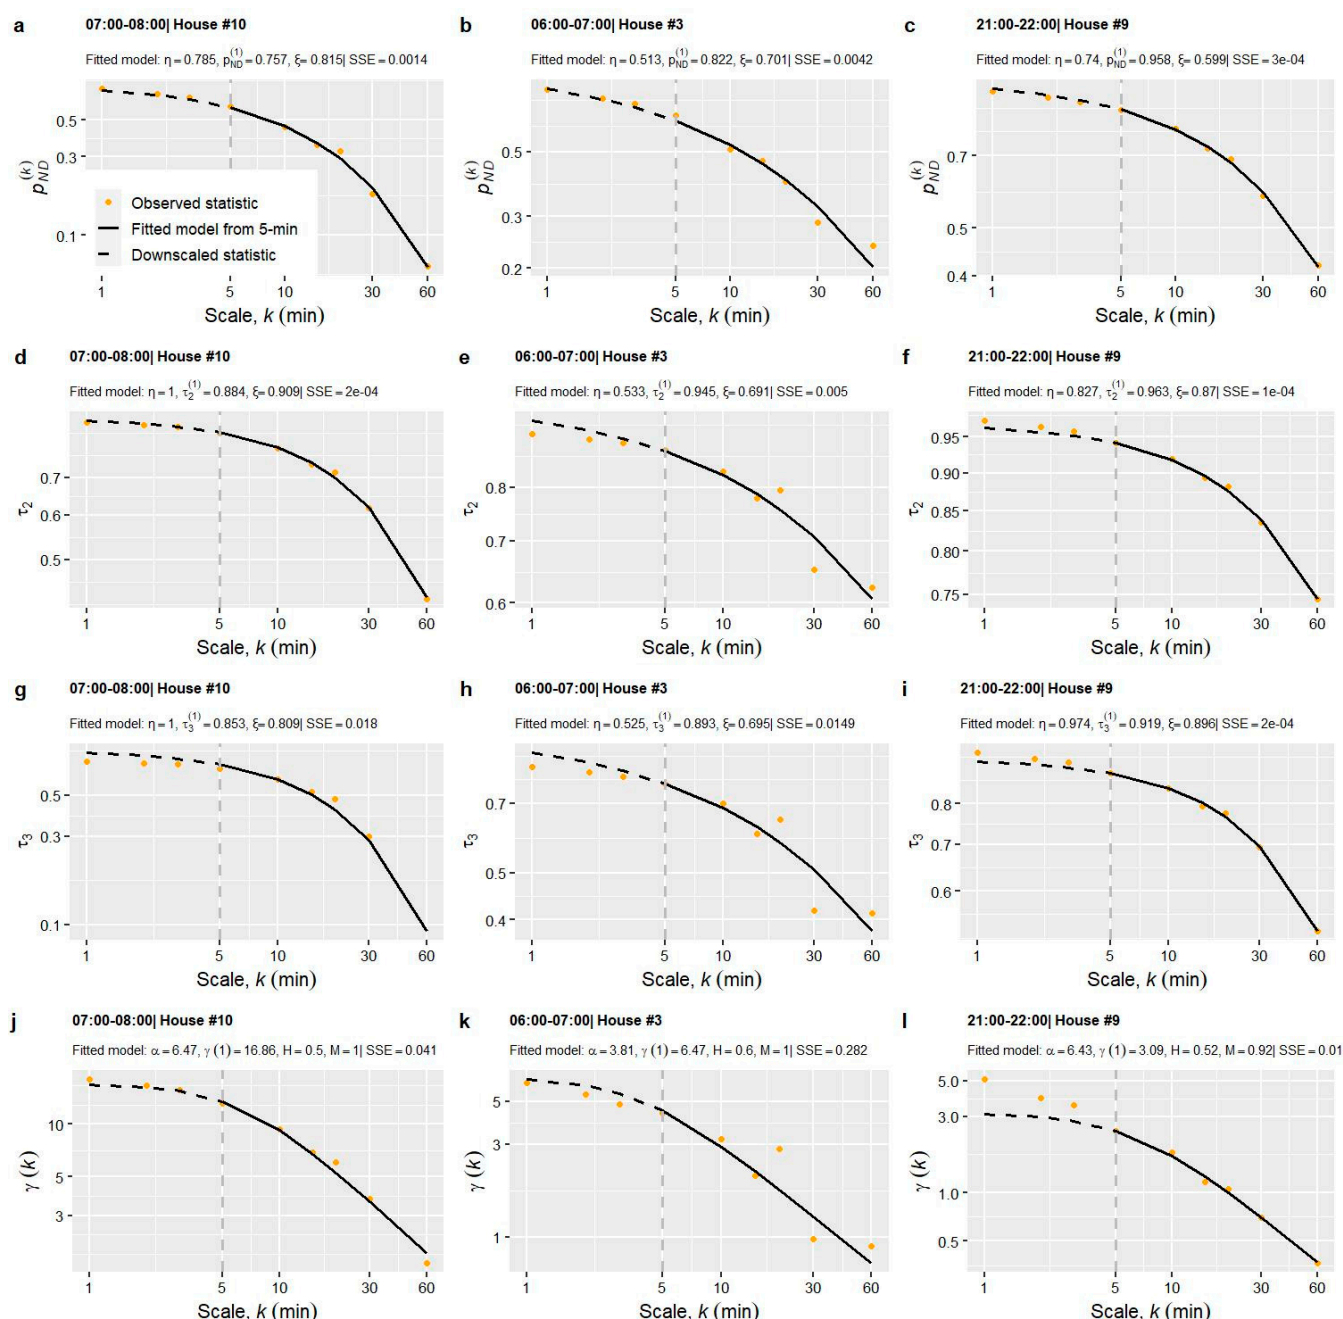 a 07:00-08:00| House #10
Fitted model: η = 0.785, p_ND^(1) = 0.757, ξ= 0.815| SSE = 0.0014
0.5
0.3
0.1
p_ND^(k)
Observed statistic
Fitted model from 5-min
Downscaled statistic
1 5 10 30 60
Scale, k (min)
b 06:00-07:00| House #3
Fitted model: η = 0.513, p_ND^(1) = 0.822, ξ= 0.701| SSE = 0.0042
0.5
0.3
0.2
p_ND^(k)
1 5 10 30 60
Scale, k (min)
c 21:00-22:00| House #9
Fitted model: η = 0.74, p_ND^(1) = 0.958, ξ= 0.599| SSE = 3e-04
0.7
0.5
0.4
p_ND^(k)
1 5 10 30 60
Scale, k (min)
d 07:00-08:00| House #10
Fitted model: η = 1, τ_2^(1) = 0.884, ξ= 0.909| SSE = 2e-04
0.7
0.6
0.5
τ_2
1 5 10 30 60
Scale, k (min)
e 06:00-07:00| House #3
Fitted model: η = 0.533, τ_2^(1) = 0.945, ξ= 0.691| SSE = 0.005
0.8
0.7
0.6
τ_2
1 5 10 30 60
Scale, k (min)
f 21:00-22:00| House #9
Fitted model: η = 0.827, τ_2^(1) = 0.963, ξ= 0.87| SSE = 1e-04
0.95
0.90
0.85
0.80
0.75
τ_2
1 5 10 30 60
Scale, k (min)
g 07:00-08:00| House #10
Fitted model: η = 1, τ_3^(1) = 0.853, ξ= 0.809| SSE = 0.018
0.5
0.3
0.1
τ_3
1 5 10 30 60
Scale, k (min)
h 06:00-07:00| House #3
Fitted model: η = 0.525, τ_3^(1) = 0.893, ξ= 0.695| SSE = 0.0149
0.7
0.5
0.4
τ_3
1 5 10 30 60
Scale, k (min)
i 21:00-22:00| House #9
Fitted model: η = 0.974, τ_3^(1) = 0.919, ξ= 0.896| SSE = 2e-04
0.8
0.7
0.6
τ_3
1 5 10 30 60
Scale, k (min)
j 07:00-08:00| House #10
Fitted model: α = 6.47, γ (1) = 16.86, H = 0.5, M = 1| SSE = 0.041
10
5
3
γ (k)
1 5 10 30 60
Scale, k (min)
k 06:00-07:00| House #3
Fitted model: α = 3.81, γ (1) = 6.47, H = 0.6, M = 1| SSE = 0.282
5
3
1
γ (k)
1 5 10 30 60
Scale, k (min)
l 21:00-22:00| House #9
Fitted model: α = 6.43, γ (1) = 3.09, H = 0.52, M = 0.92| SSE = 0.01
5.0
3.0
1.0
0.5
γ (k)
1 5 10 30 60
Scale, k (min)